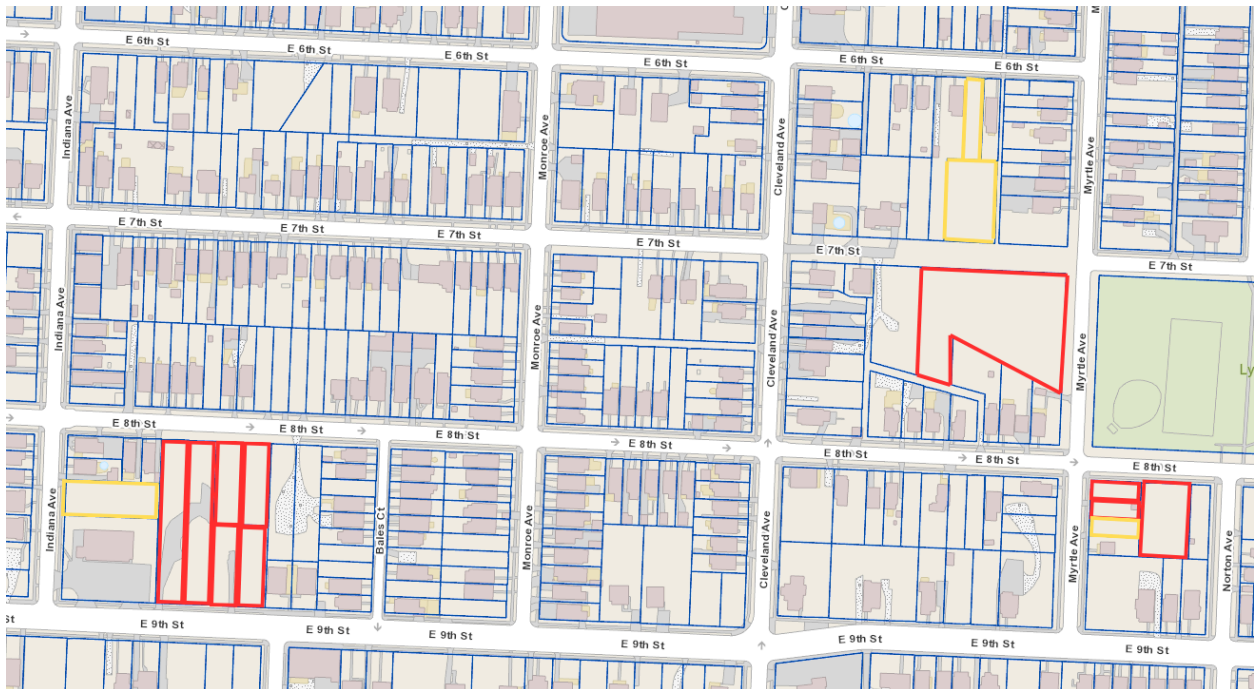 E 6th St
E 6th St
E 6th St
E 6th St
E 6th St
E 6th St
Indiana Ave
Monroe Ave
Cleveland Ave
Myrtle Ave
E 7th St
E 7th St
E 7th St
E 7th St
E 7th St
E 7th St
Indiana Ave
Monroe Ave
Cleveland Ave
Myrtle Ave
Ly
E 8th St
E 8th St
E 8th St
E 8th St
E 8th St
E 8th St
E 8th St
Indiana Ave
Bales Ct
Monroe Ave
Cleveland Ave
Myrtle Ave
Norton Ave
St
E 9th St
E 9th St
E 9th St
E 9th St
E 9th St
E 9th St
E 9th St